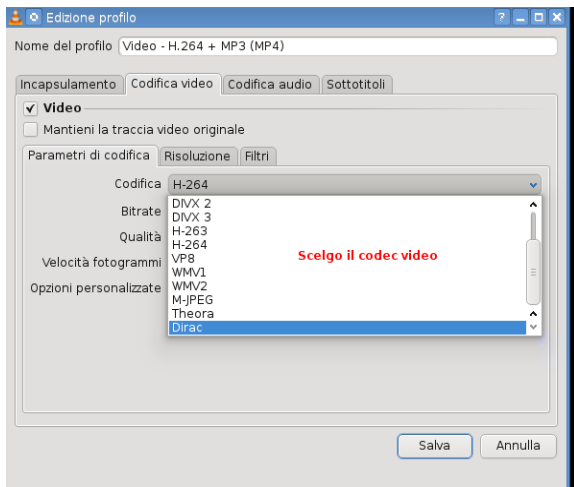 Edizione profilo
Nome del profilo Video - H.264 + MP3 (MP4)
Incapsulamento Codifica video Codifica audio Sottotitoli
Video
Mantieni la traccia video originale
Parametri di codifica Risoluzione Filtri
Codifica H-264
Bitrate
Qualità
Velocità fotogrammi
Opzioni personalizzate
DIVX 2
DIVX 3
H-263
H-264
VP8
WMV1
WMV2
M-JPEG
Theora
Dirac
Scelgo il codec video
Salva Annulla